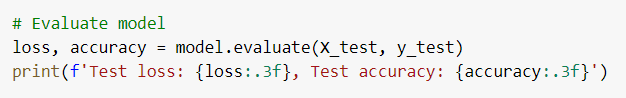 # Evaluate model
loss, accuracy = model.evaluate(X_test, y_test)
print(f'Test loss: {loss:.3f}, Test accuracy: {accuracy:.3f}')